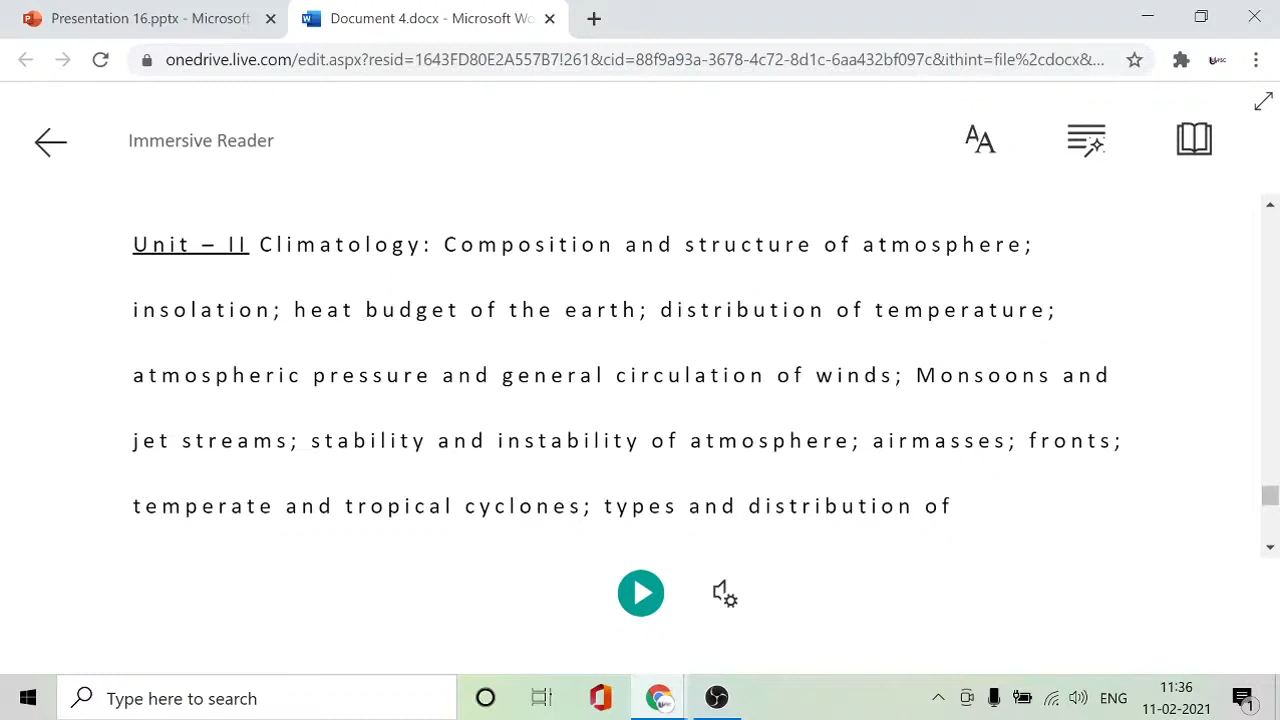 Presentation 16.pptx - Microsoft
Document 4.docx - Microsoft Wo
onedrive.live.com/edit.aspx?resid=1643FD80E2A557B7!261&cid=88f9a93a-3678-4c72-8d1c-6aa432bf097c&ithint=file%2cdocx&...
Immersive Reader
Unit – II Climatology: Composition and structure of atmosphere;
insolation; heat budget of the earth; distribution of temperature;
atmospheric pressure and general circulation of winds; Monsoons and
jet streams; stability and instability of atmosphere; airmasses; fronts;
temperate and tropical cyclones; types and distribution of
Type here to search
ENG
11:36
11-02-2021
1